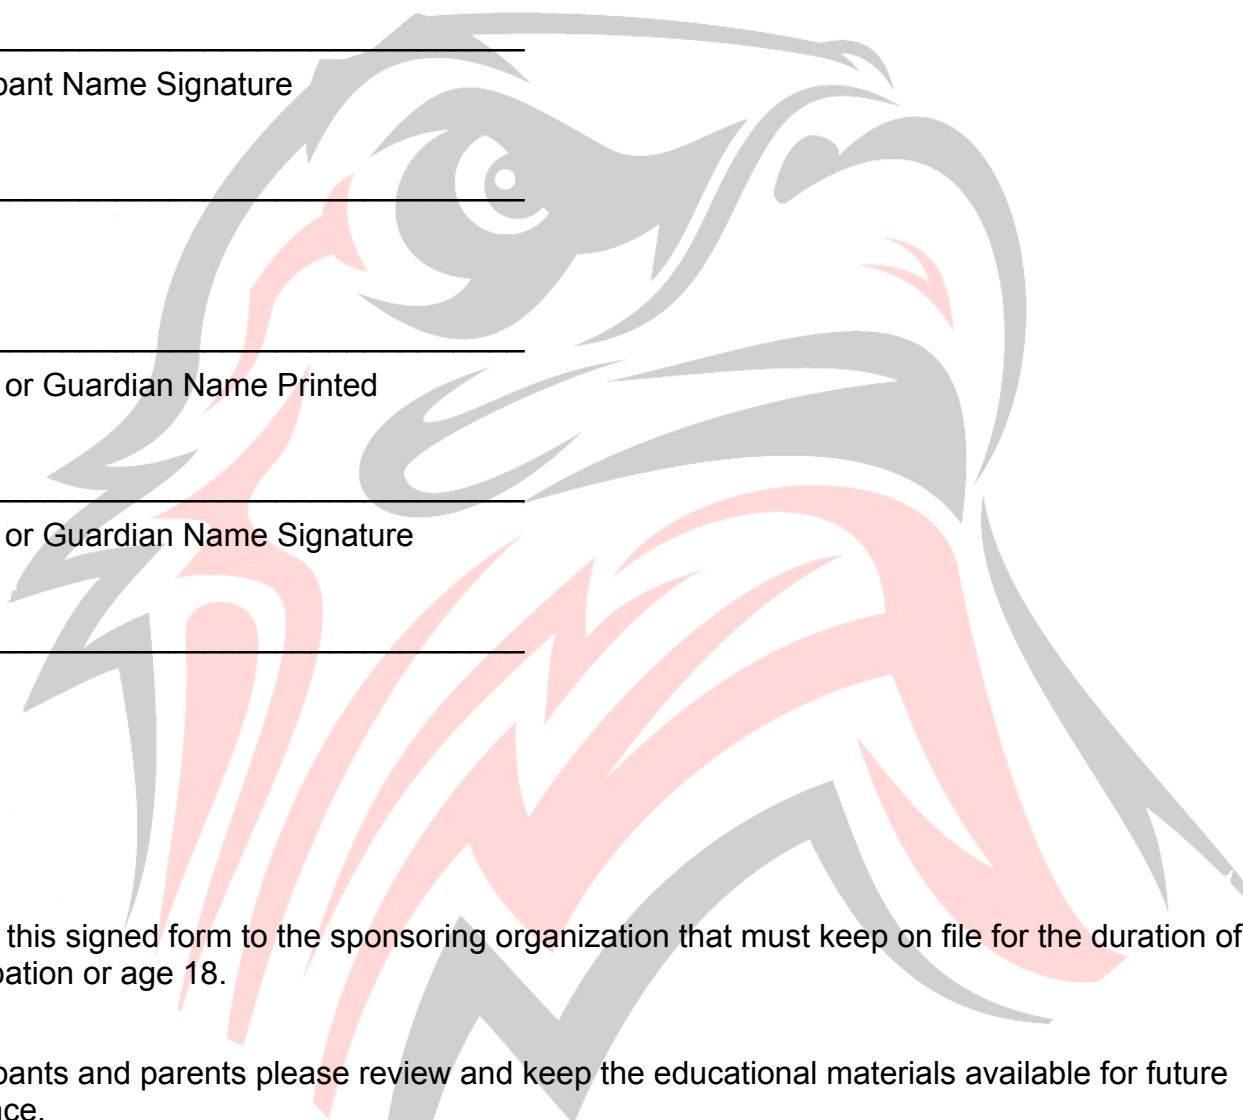 pant Name Signature
or Guardian Name Printed
or Guardian Name Signature
this signed form to the sponsoring organization that must keep on file for the duration of
pation or age 18.
pants and parents please review and keep the educational materials available for future
nce.